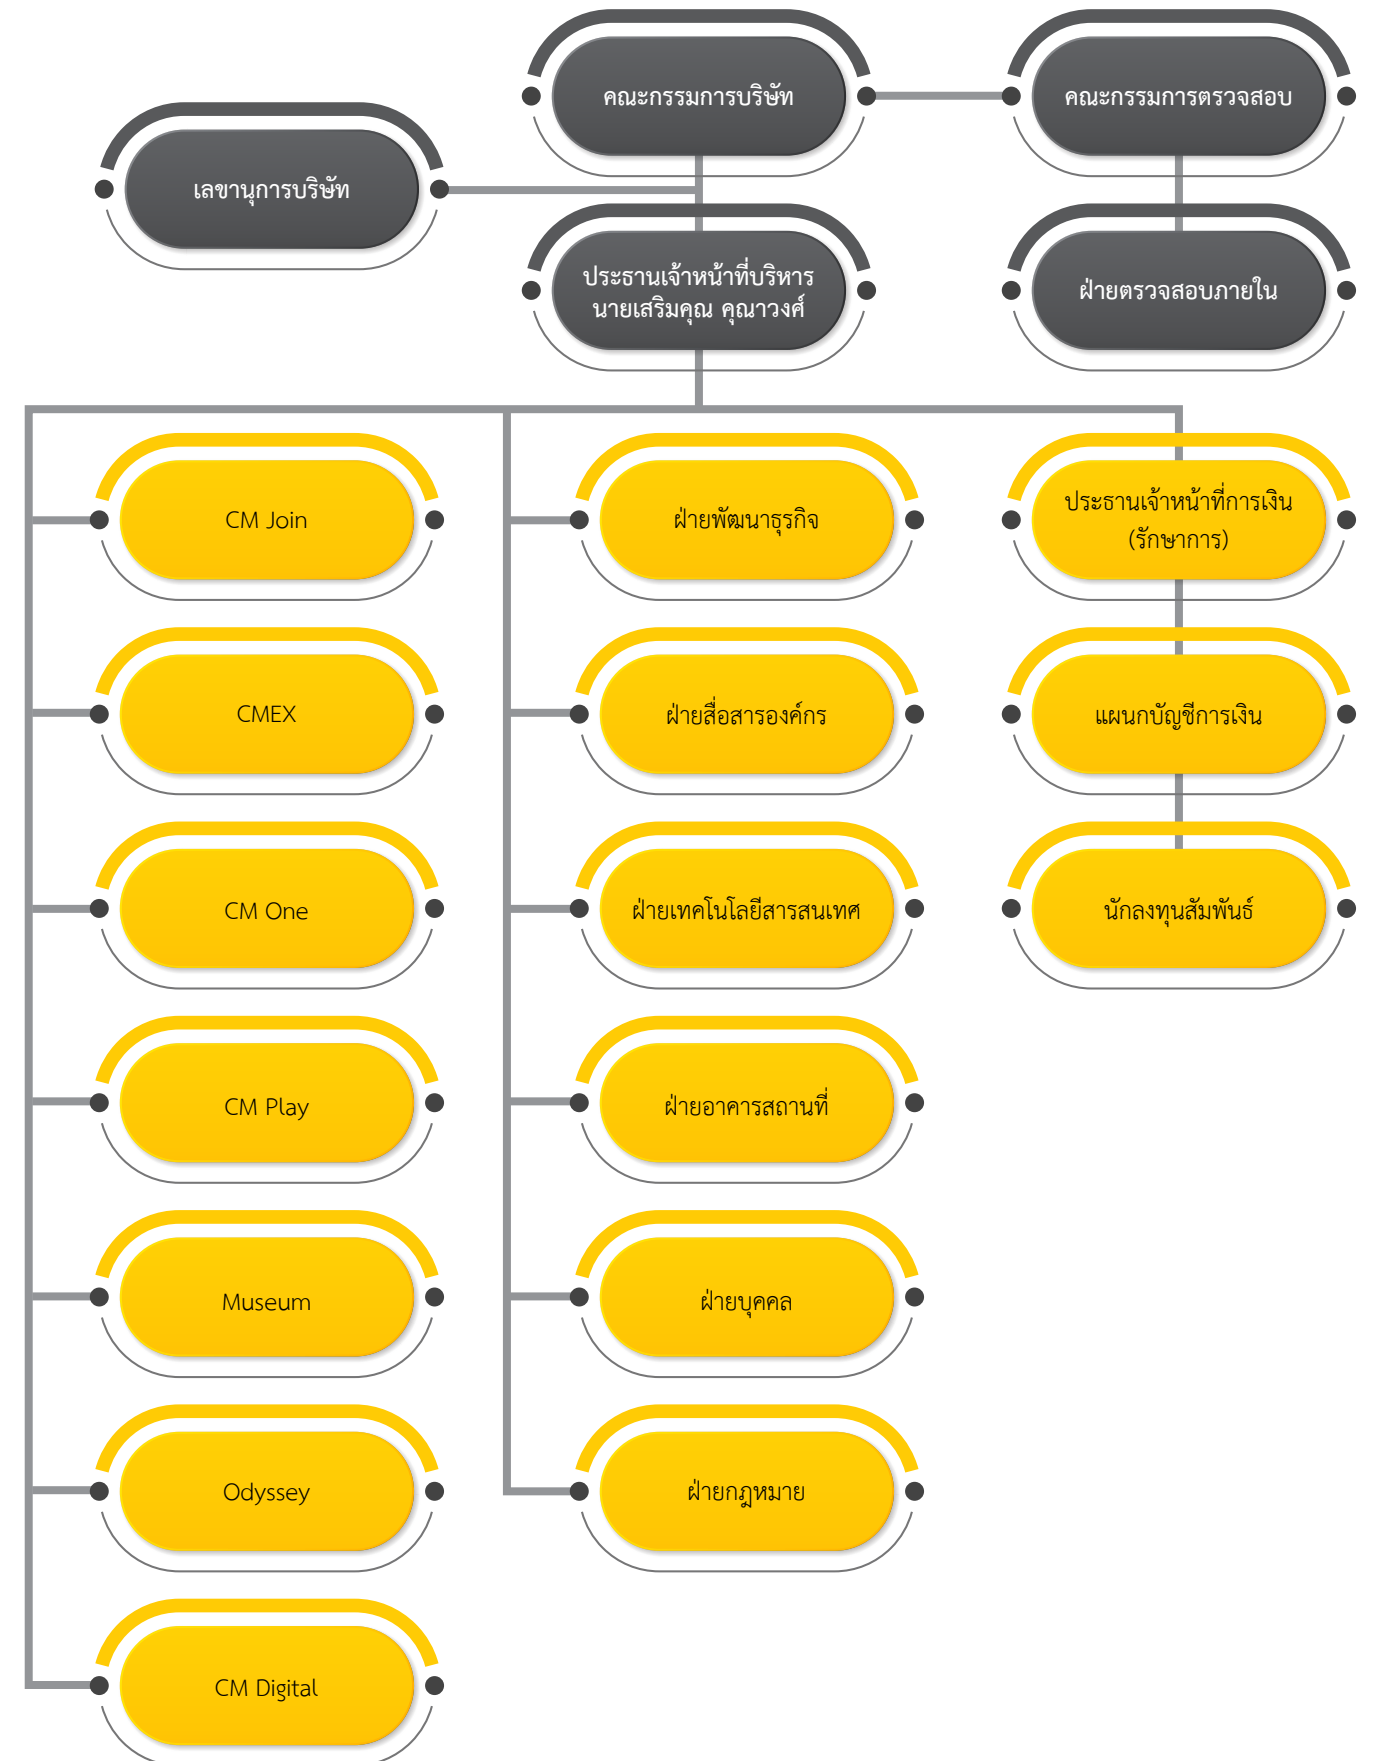 คณะกรรมการบริษัท
คณะกรรมการตรวจสอบ
เลขานุการบริษัท
ประธานเจ้าหน้าที่บริหาร
นายเสริมคุณ คุณาวงศ์
ฝ่ายตรวจสอบภายใน
CM Join
ฝ่ายพัฒนาธุรกิจ
ประธานเจ้าหน้าที่การเงิน
(รักษาการ)
CMEX
ฝ่ายสื่อสารองค์กร
แผนกบัญชีการเงิน
CM One
ฝ่ายเทคโนโลยีสารสนเทศ
นักลงทุนสัมพันธ์
CM Play
ฝ่ายอาคารสถานที่
Museum
ฝ่ายบุคคล
Odyssey
ฝ่ายกฎหมาย
CM Digital